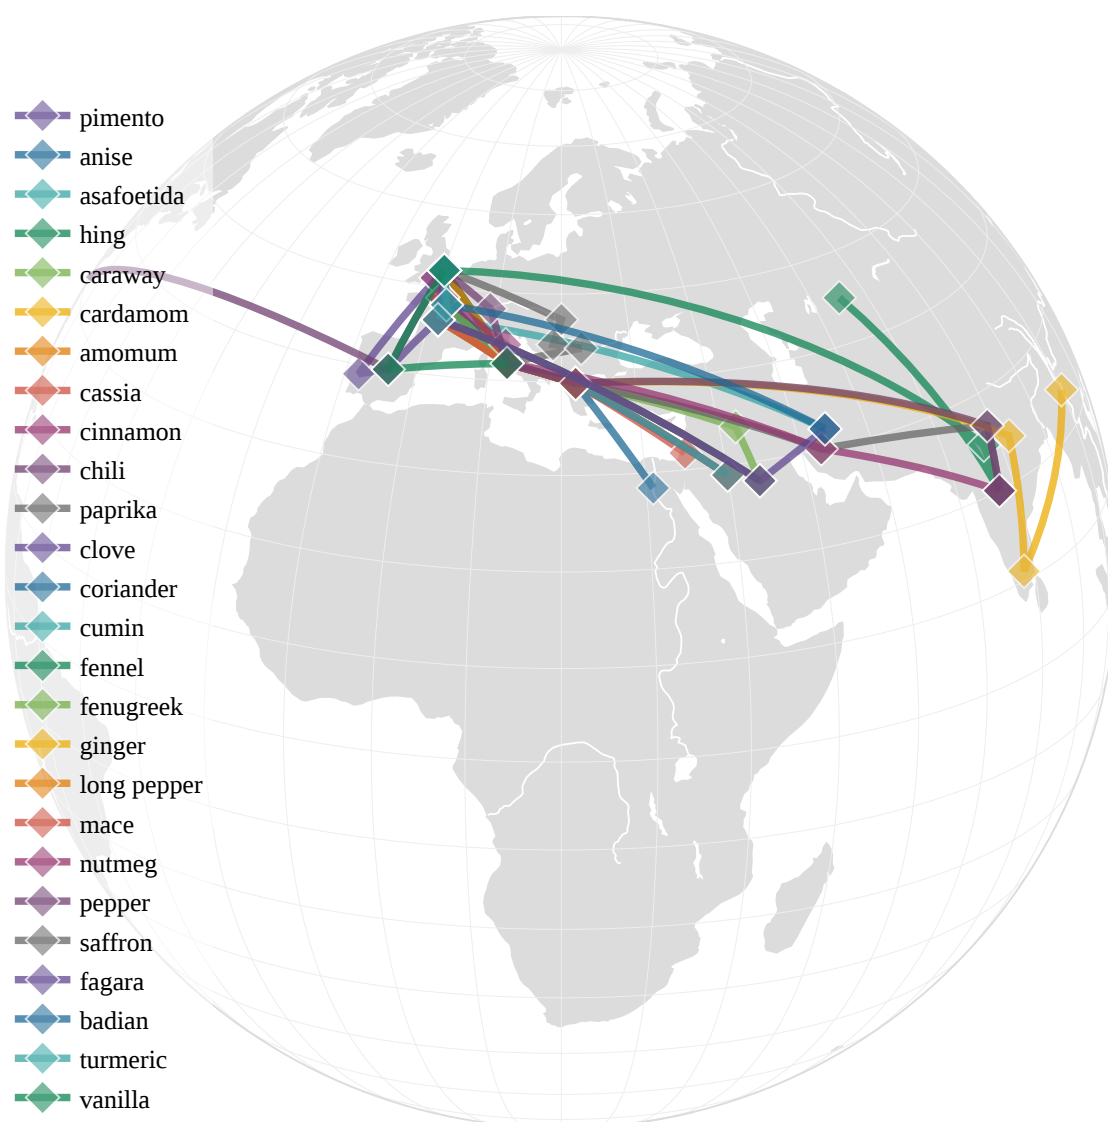 pimento
anise
asafoetida
hing
caraway
cardamom
amomum
cassia
cinnamon
chili
paprika
clove
coriander
cumin
fennel
fenugreek
ginger
long pepper
mace
nutmeg
pepper
saffron
fagara
badian
turmeric
vanilla